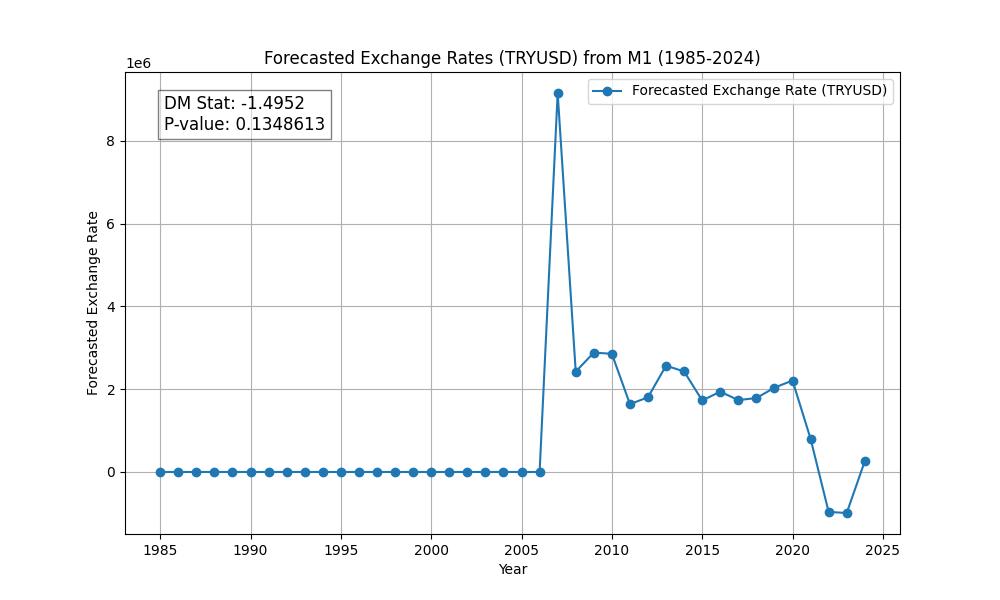 Forecasted Exchange Rates (TRYUSD) from M1 (1985-2024)
1e6
DM Stat: -1.4952
P-value: 0.1348613
Forecasted Exchange Rate (TRYUSD)
8
6
4
2
0
Forecasted Exchange Rate
1985 1990 1995 2000 2005 2010 2015 2020 2025
Year